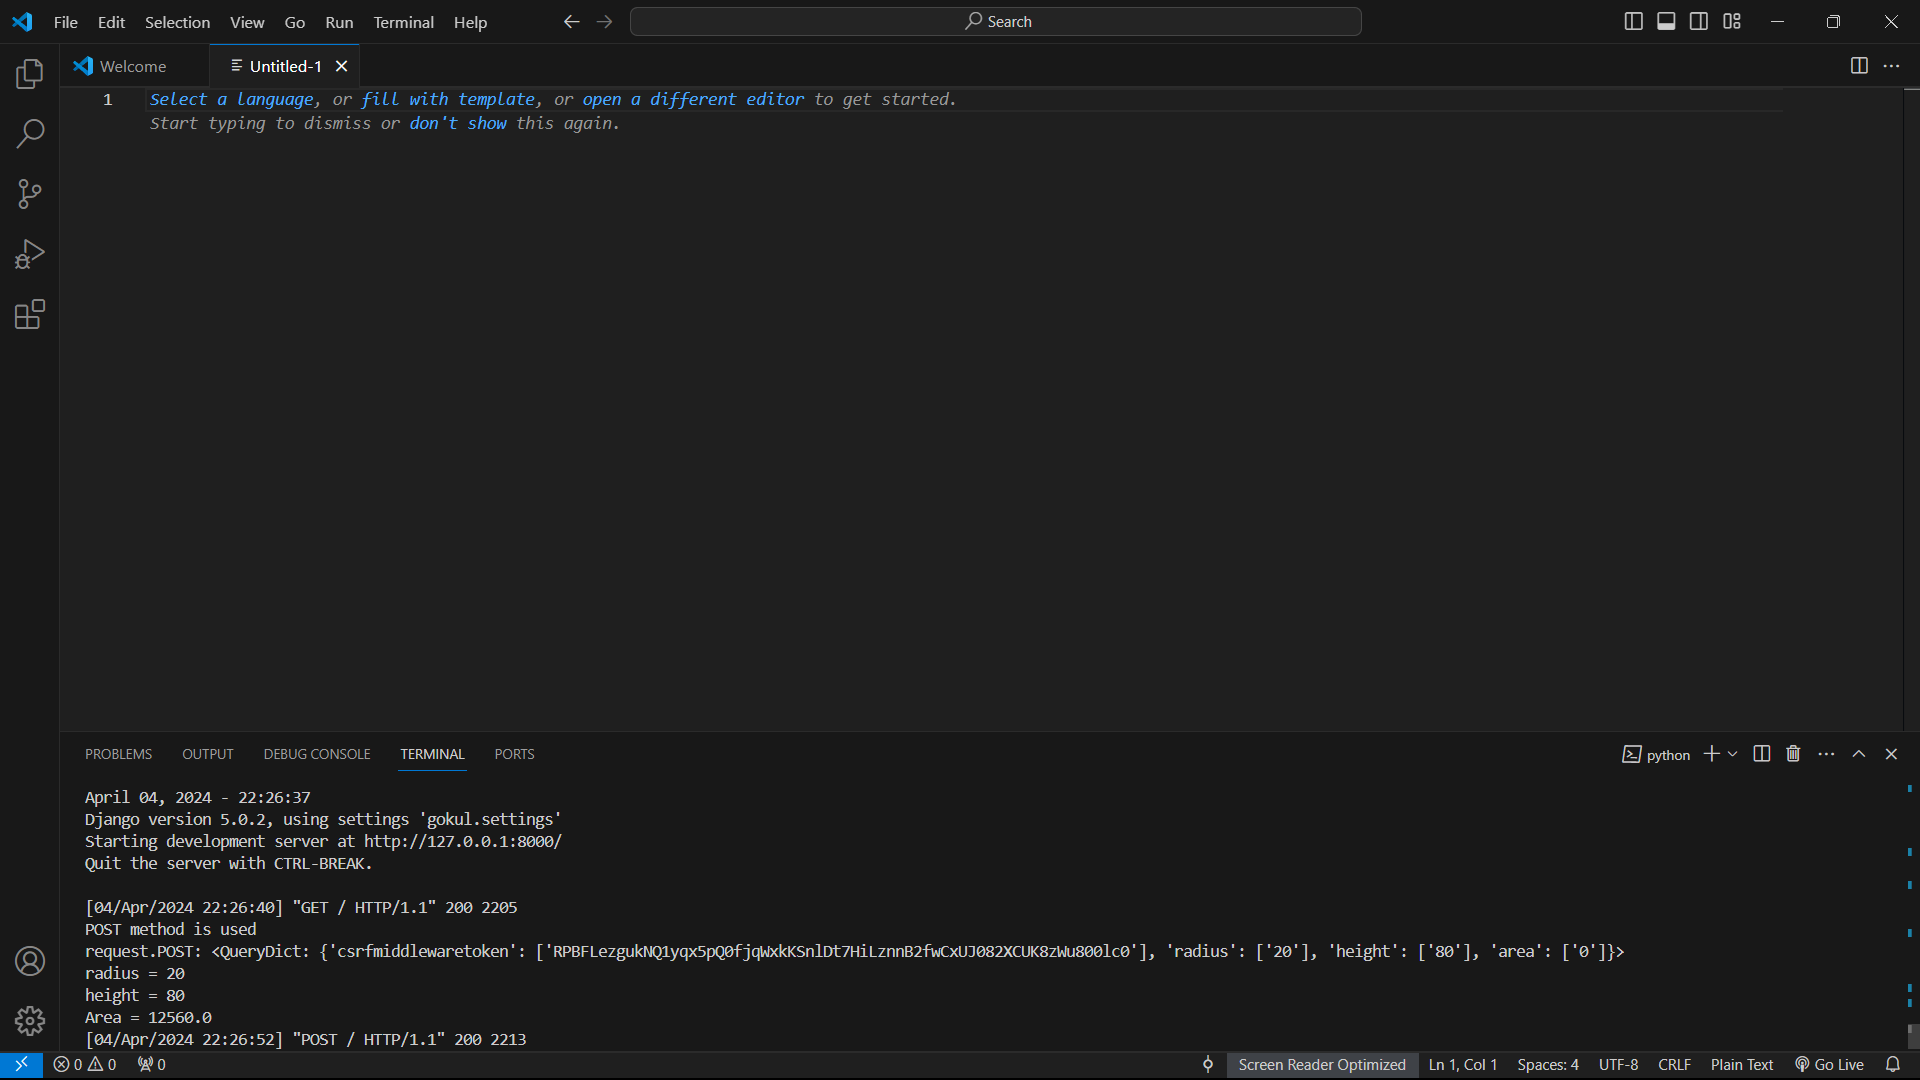 File Edit Selection View Go Run Terminal Help Search
Welcome Untitled-1
1 Select a language, or fill with template, or open a different editor to get started.
Start typing to dismiss or don't show this again.
PROBLEMS OUTPUT DEBUG CONSOLE TERMINAL PORTS python
April 04, 2024 - 22:26:37
Django version 5.0.2, using settings 'gokul.settings'
Starting development server at http://127.0.0.1:8000/
Quit the server with CTRL-BREAK.
[04/Apr/2024 22:26:40] "GET / HTTP/1.1" 200 2205
POST method is used
request.POST: <QueryDict: {'csrfmiddlewaretoken': ['RPBFLezgukNQ1yqx5pQ0fjqWxkKSnlDt7HiLznnB2fwCxUJ082XCUK8zWu800lc0'], 'radius': ['20'], 'height': ['80'], 'area': ['0']}>
radius = 20
height = 80
Area = 12560.0
[04/Apr/2024 22:26:52] "POST / HTTP/1.1" 200 2213
0 0 0 Screen Reader Optimized Ln 1, Col 1 Spaces: 4 UTF-8 CRLF Plain Text Go Live